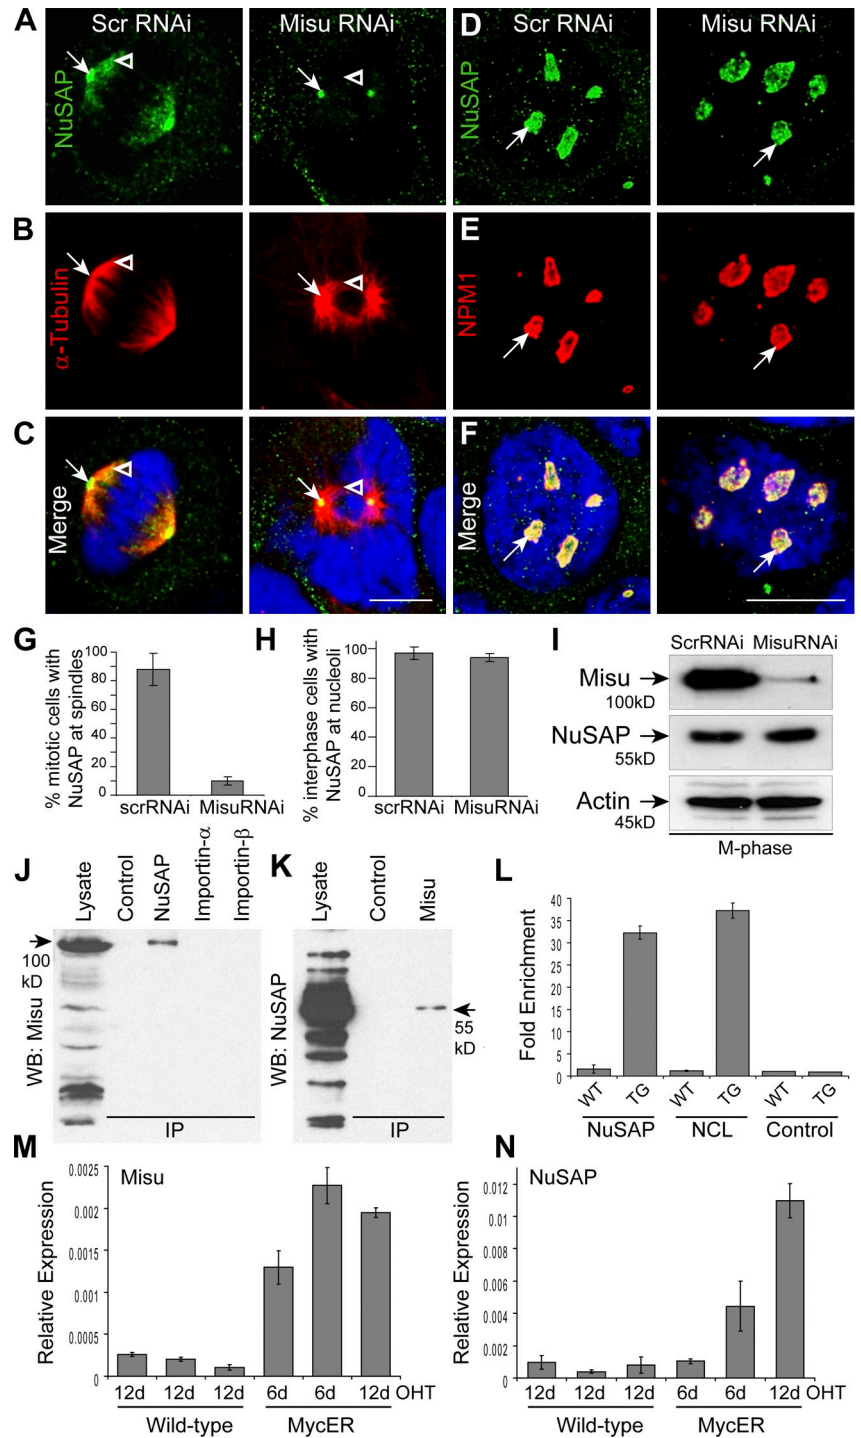 A Scr RNAi Misu RNAi D Scr RNAi Misu RNAi
NuSAP NuSAP
B E
α-Tubulin NPM1
C F
Merge Merge
G
% mitotic cells with
NuSAP at spindles
100
80
60
40
20
0
scrRNAi MisuRNAi
H
% interphase cells with
NuSAP at nucleoli
100
80
60
40
20
0
scrRNAi MisuRNAi
I
ScrRNAi MisuRNAi
Misu
100kD
NuSAP
55kD
Actin
45kD
M-phase
J
Lysate
Control
NuSAP
Importin-α
Importin-β
100
kD
WB: Misu
IP
K
Lysate
Control
Misu
WB: NuSAP
55
kD
IP
L
Fold Enrichment
40
35
30
25
20
15
10
5
0
WT TG WT TG WT TG
NuSAP NCL Control
M
Misu
Relative Expression
0.0025
0.002
0.0015
0.001
0.0005
0
12d 12d 12d 6d 6d 12d OHT
Wild-type MycER
N
NuSAP
Relative Expression
0.012
0.01
0.008
0.006
0.004
0.002
0
12d 12d 12d 6d 6d 12d OHT
Wild-type MycER